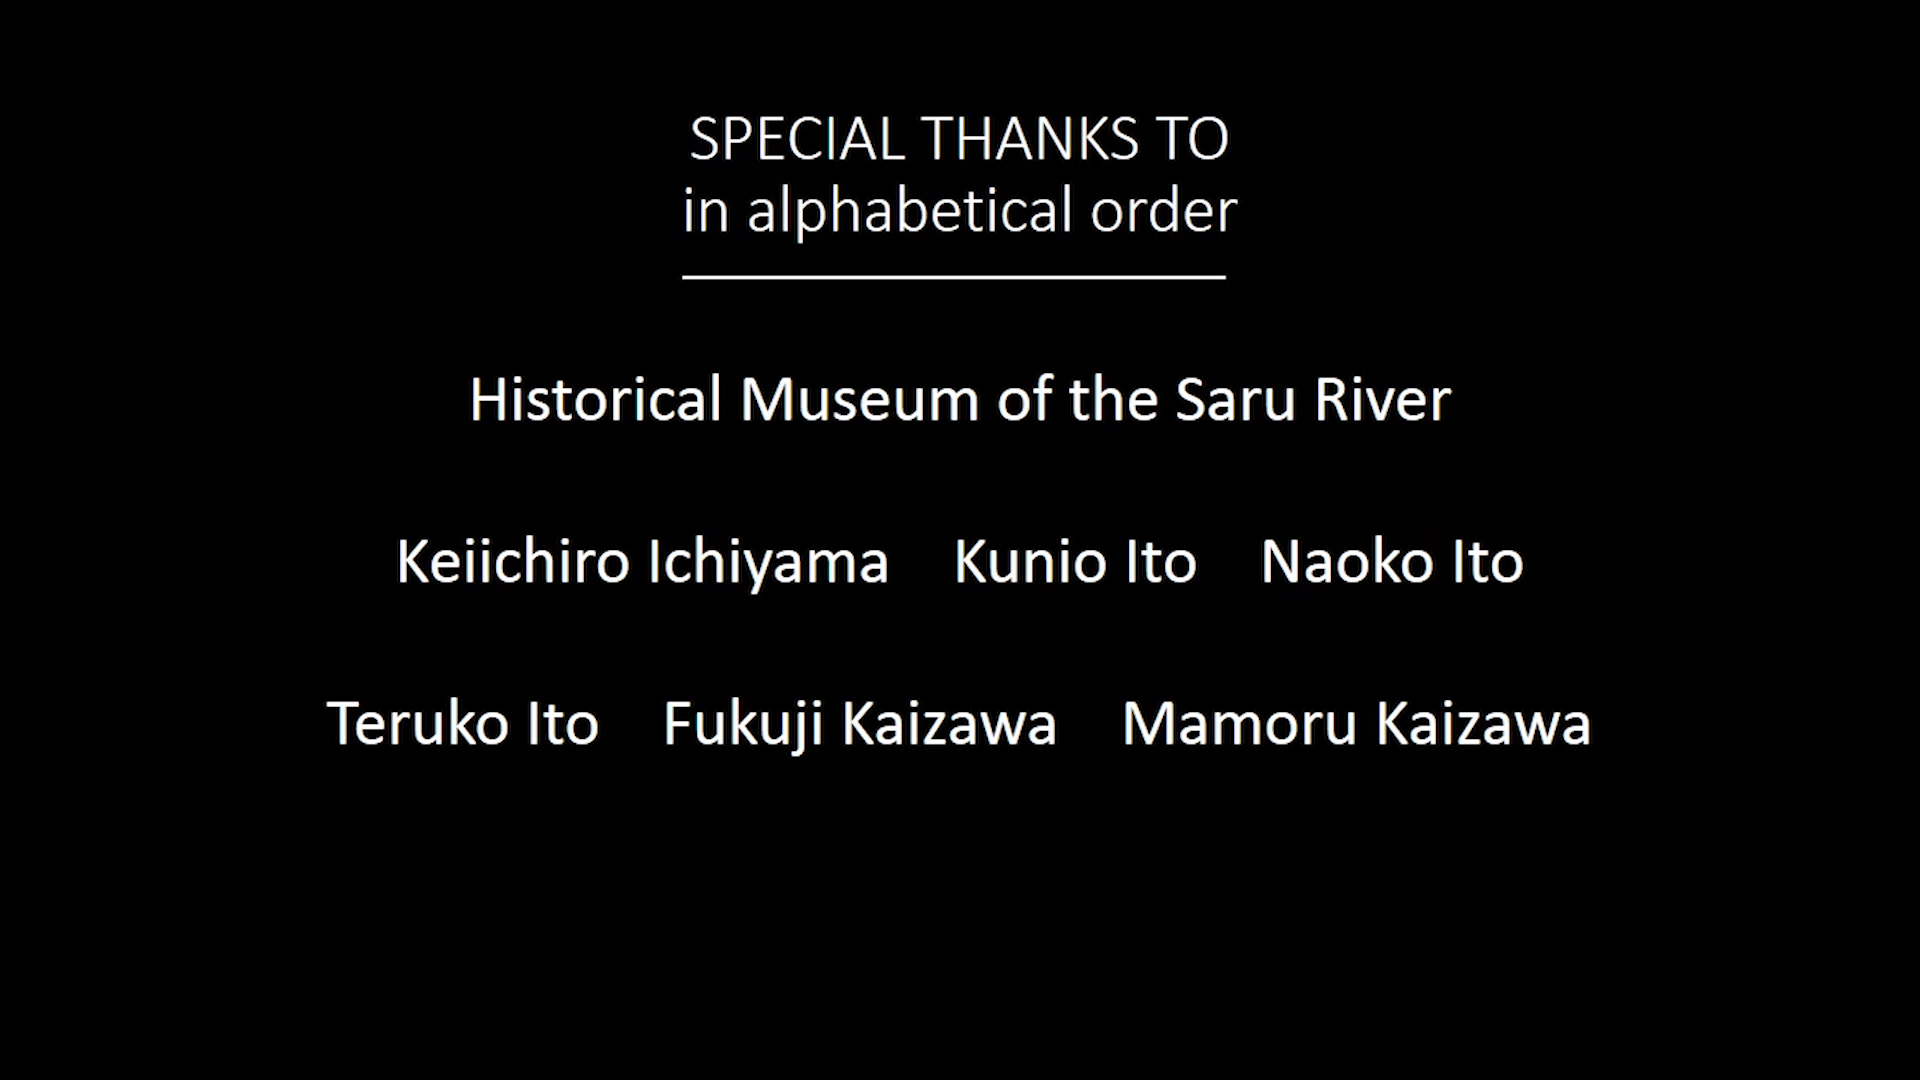 SPECIAL THANKS TO
in alphabetical order
Historical Museum of the Saru River
Keiichiro Ichiyama Kunio Ito Naoko Ito
Teruko Ito Fukuji Kaizawa Mamoru Kaizawa